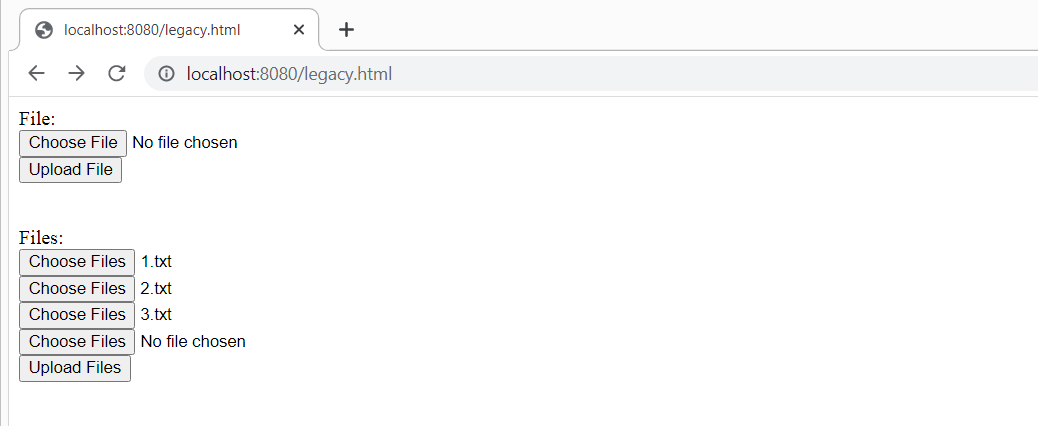 localhost:8080/legacy.html
localhost:8080/legacy.html
File:
Choose File No file chosen
Upload File
Files:
Choose Files 1.txt
Choose Files 2.txt
Choose Files 3.txt
Choose Files No file chosen
Upload Files